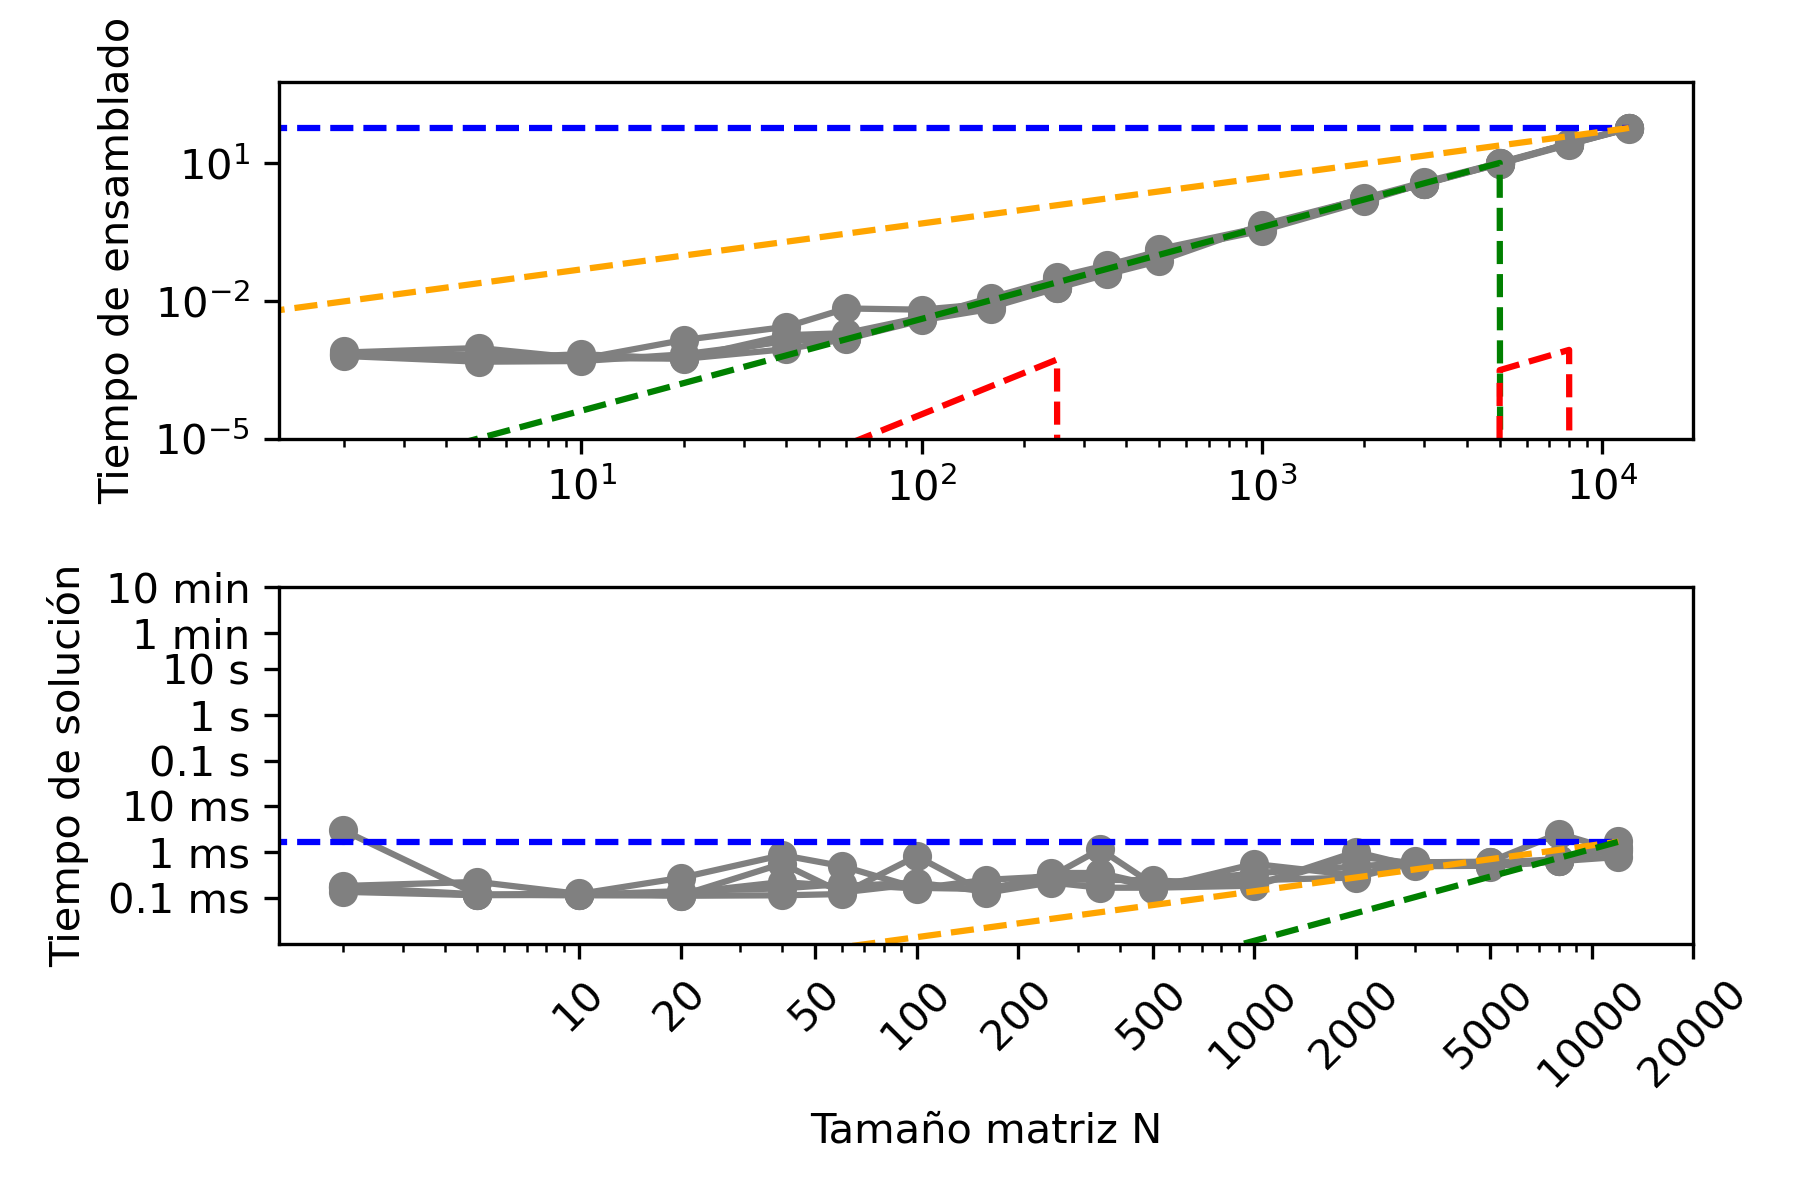 Tiempo de ensamblado
10¹
10⁻²
10⁻⁵
10¹ 10² 10³ 10⁴
Tiempo de solución
10 min
1 min
10 s
1 s
0.1 s
10 ms
1 ms
0.1 ms
10 20 50 100 200 500 1000 2000 5000 10000 20000
Tamaño matriz N